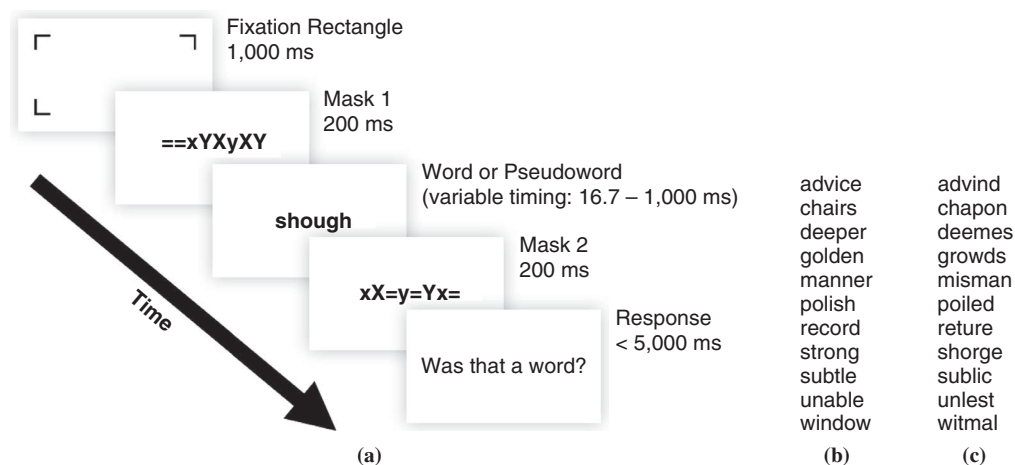 Fixation Rectangle
1,000 ms
Mask 1
200 ms
==xYXyXY
Word or Pseudoword
(variable timing: 16.7 – 1,000 ms)
shough
Mask 2
200 ms
xX=y=Yx=
Response
< 5,000 ms
Was that a word?
Time
(a)
advice
chairs
deeper
golden
manner
polish
record
strong
subtle
unable
window
(b)
advind
chapon
deemes
growds
misman
poiled
reture
shorge
sublic
unlest
witmal
(c)